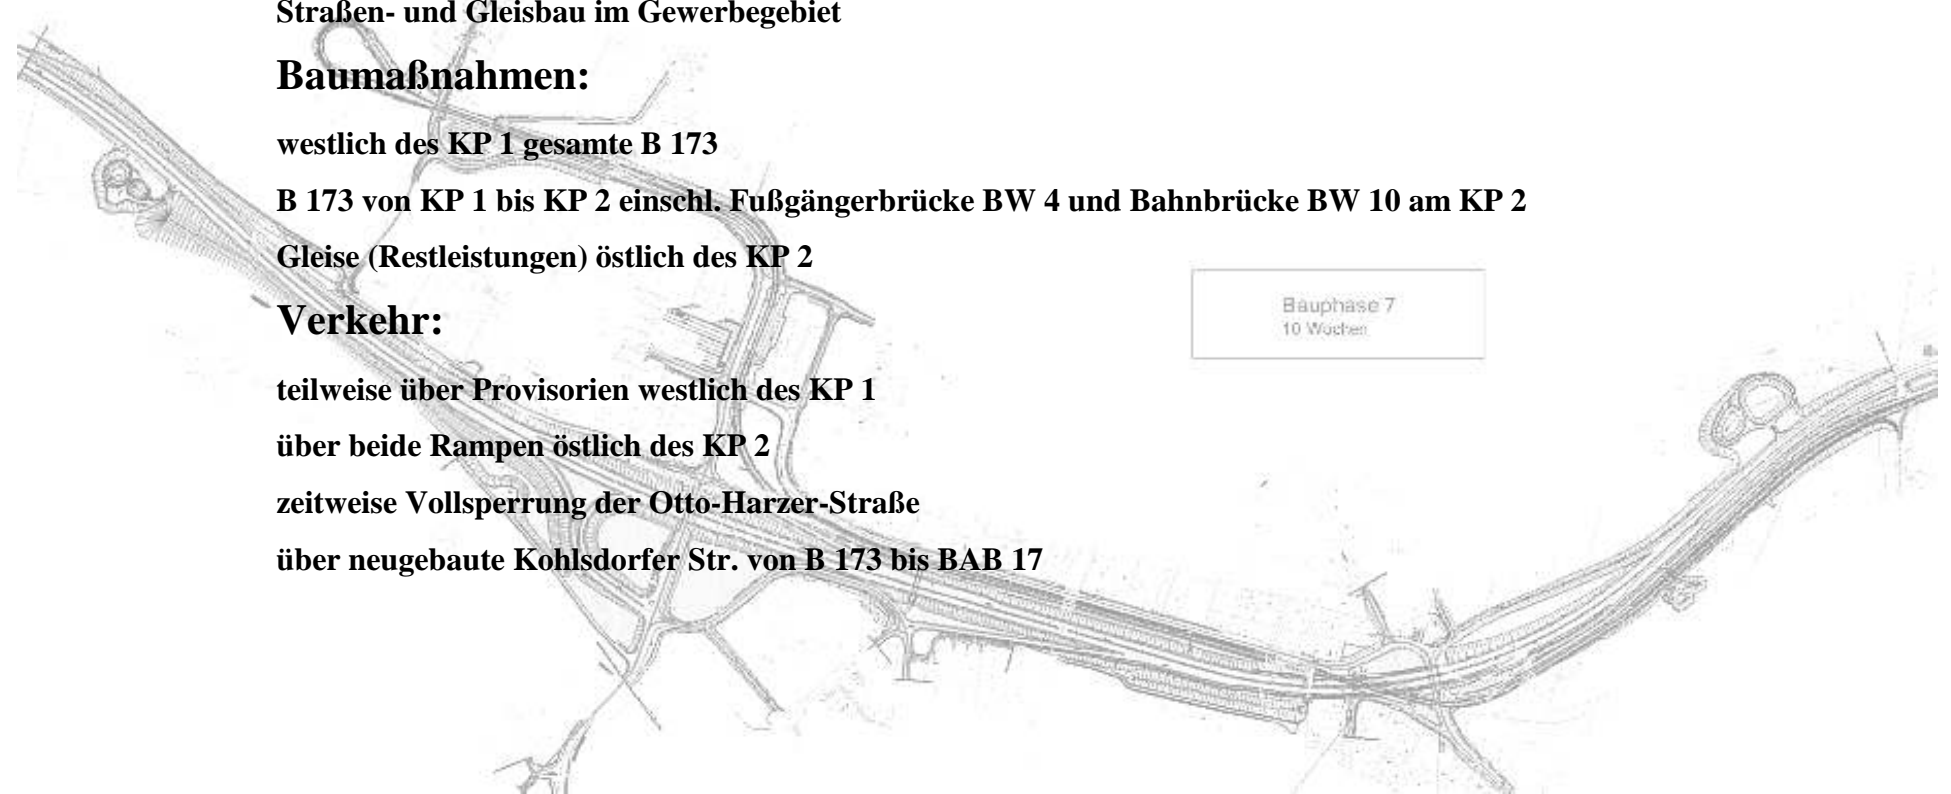 Straßen- und Gleisbau im Gewerbegebiet
Baumaßnahmen:
westlich des KP 1 gesamte B 173
B 173 von KP 1 bis KP 2 einschl. Fußgängerbrücke BW 4 und Bahnbrücke BW 10 am KP 2
Gleise (Restleistungen) östlich des KP 2
Bauphase 7
10 Wochen
Verkehr:
teilweise über Provisorien westlich des KP 1
über beide Rampen östlich des KP 2
zeitweise Vollsperrung der Otto-Harzer-Straße
über neugebaute Kohlsdorfer Str. von B 173 bis BAB 17